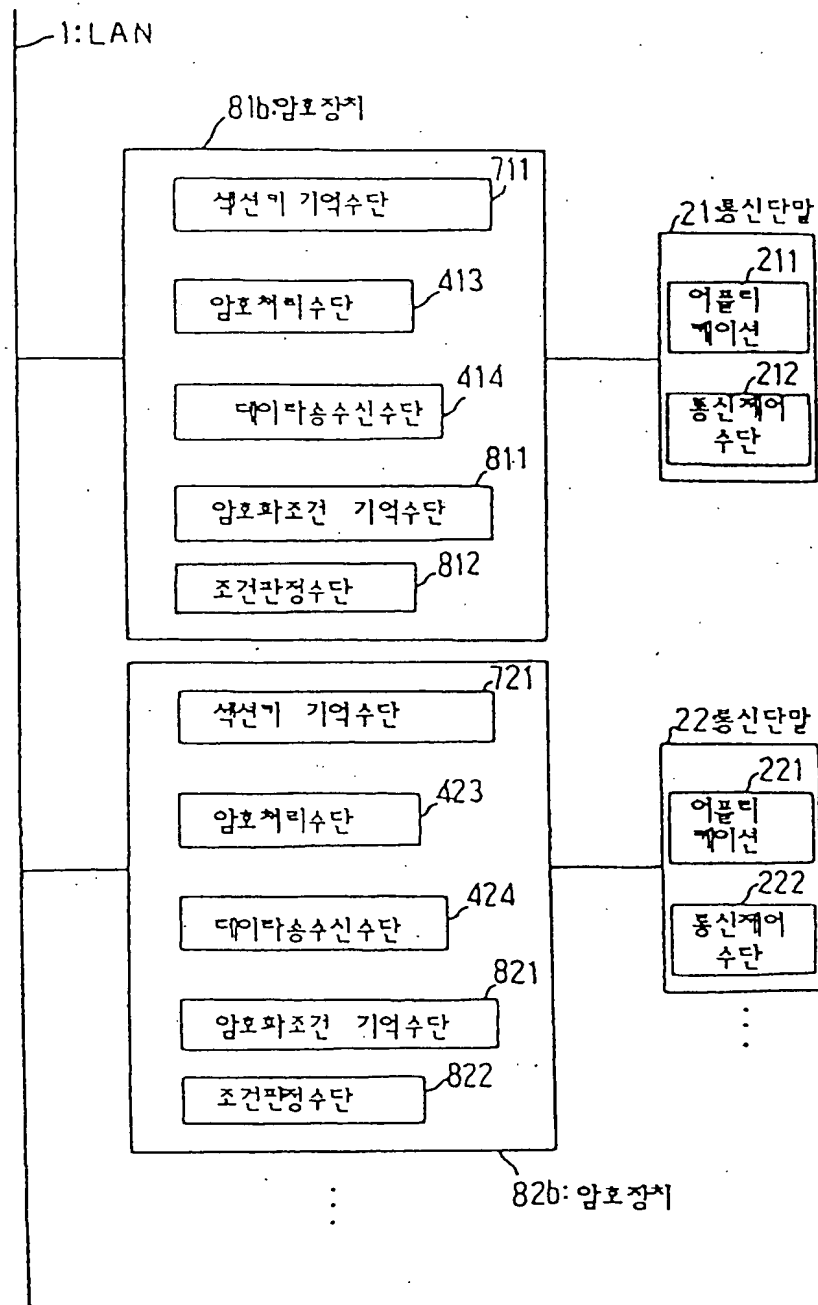 1:LAN
81b:암호장치
711
섹션키 기억수단
413
암호처리수단
414
데이타송수신수단
811
암호화조건 기억수단
812
조건판정수단
21통신단말
211
어플리
케이션
212
통신제어
수단
721
섹션키 기억수단
423
암호처리수단
424
데이타송수신수단
821
암호화조건 기억수단
822
조건판정수단
82b:암호장치
22통신단말
221
어플리
케이션
222
통신제어
수단